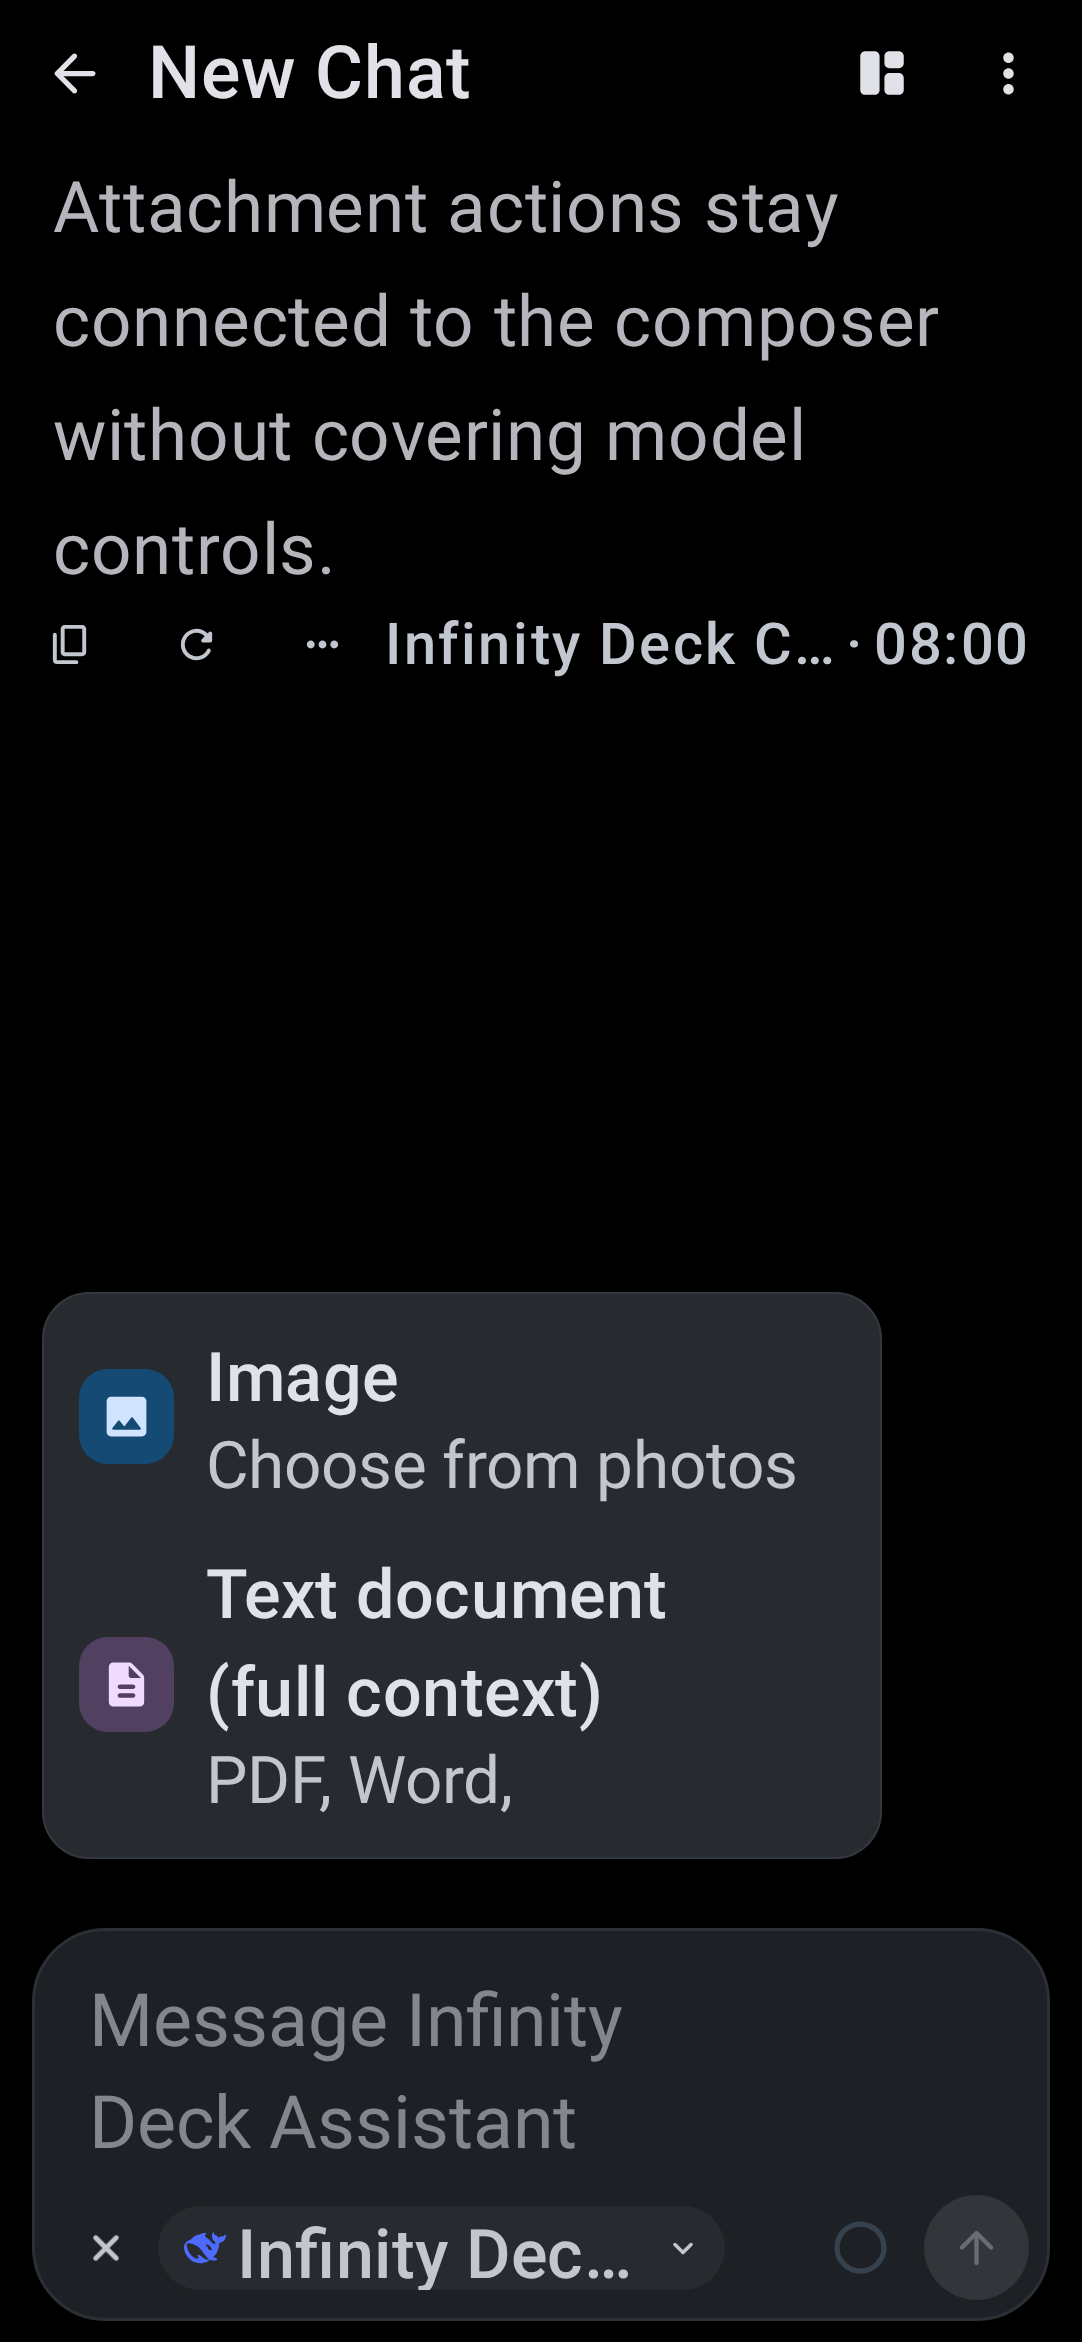 New Chat
Attachment actions stay
connected to the composer
without covering model
controls.
Infinity Deck C… · 08:00
Image
Choose from photos
Text document
(full context)
PDF, Word,
Message Infinity
Deck Assistant
Infinity Dec…